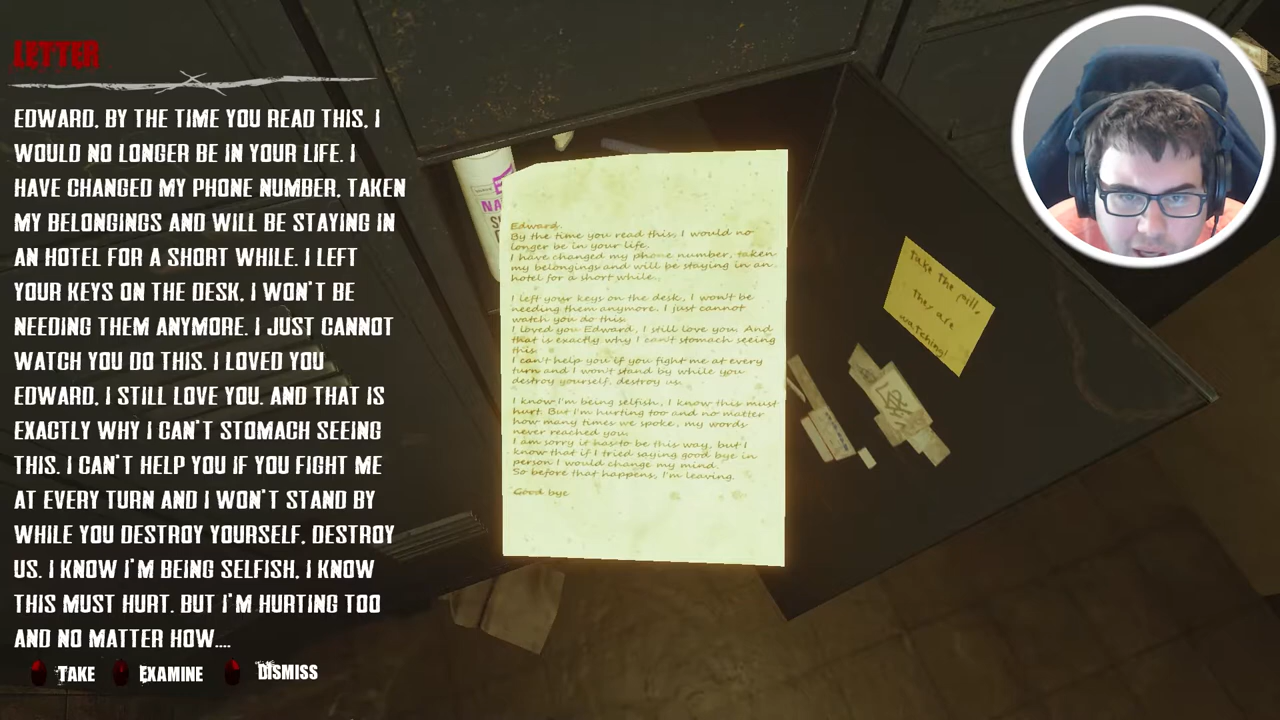 LETTER
EDWARD, BY THE TIME YOU READ THIS, I
WOULD NO LONGER BE IN YOUR LIFE. I
HAVE CHANGED MY PHONE NUMBER, TAKEN
MY BELONGINGS AND WILL BE STAYING IN
AN HOTEL FOR A SHORT WHILE. I LEFT
YOUR KEYS ON THE DESK, I WON'T BE
NEEDING THEM ANYMORE. I JUST CANNOT
WATCH YOU DO THIS. I LOVED YOU
EDWARD, I STILL LOVE YOU. AND THAT IS
EXACTLY WHY I CAN'T STOMACH SEEING
THIS. I CAN'T HELP YOU IF YOU FIGHT ME
AT EVERY TURN AND I WON'T STAND BY
WHILE YOU DESTROY YOURSELF, DESTROY
US. I KNOW I'M BEING SELFISH, I KNOW
THIS MUST HURT. BUT I'M HURTING TOO
AND NO MATTER HOW....
TAKE EXAMINE DISMISS
Edward,
By the time you read this, I would no
longer be in your life.
I have changed my phone number, taken
my belongings and will be staying in an
hotel for a short while.
I left your keys on the desk, I won't be
needing them anymore. I just cannot
watch you do this.
I loved you Edward, I still love you. And
that is exactly why I can't stomach seeing
this.
I can't help you if you fight me at every
turn and I won't stand by while you
destroy yourself, destroy us.
I know I'm being selfish, I know this must
hurt. But I'm hurting too and no matter
how many times we spoke, my words
never reached you.
I am sorry it has to be this way, but I
know that if I tried saying good bye in
person I would change my mind.
So before that happens, I'm leaving.
Good bye
NA
Take the pill,
they are
watching!